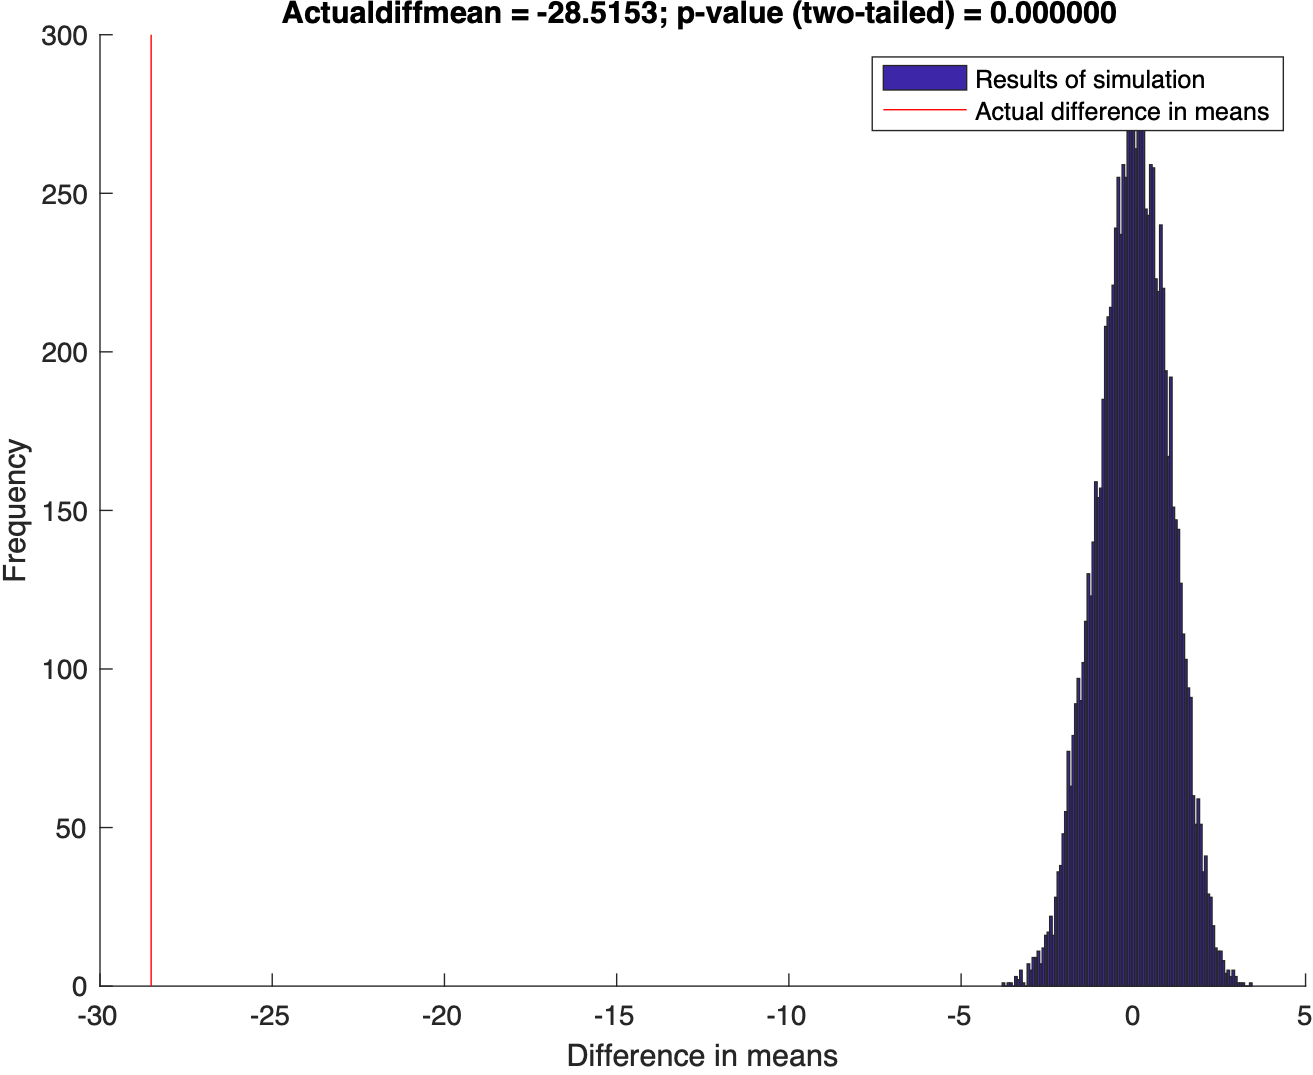 Actualdiffmean = -28.5153; p-value (two-tailed) = 0.000000
300
250
200
150
100
50
0
Frequency
Results of simulation
Actual difference in means
-30 -25 -20 -15 -10 -5 0 5
Difference in means